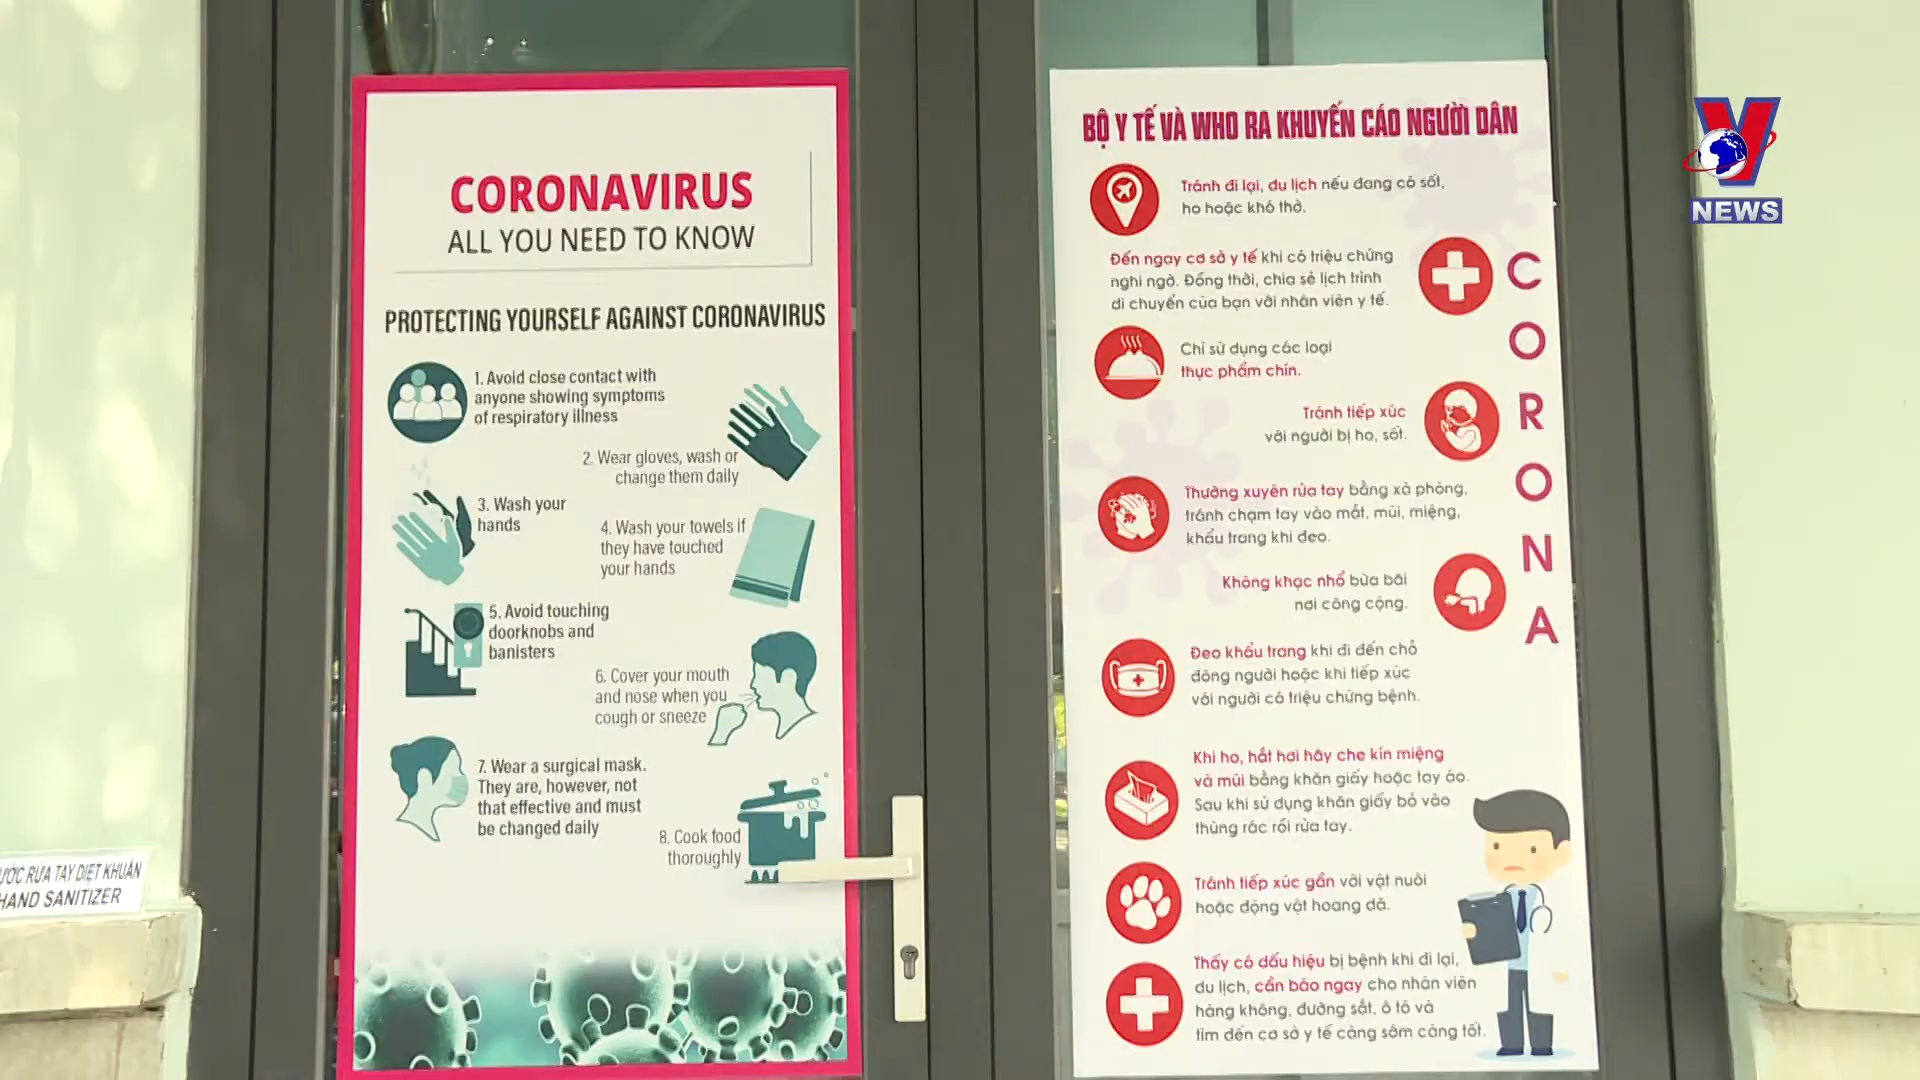 CORONAVIRUS
ALL YOU NEED TO KNOW
PROTECTING YOURSELF AGAINST CORONAVIRUS
1. Avoid close contact with
anyone showing symptoms
of respiratory illness
2. Wear gloves, wash or
change them daily
3. Wash your
hands
4. Wash your towels if
they have touched
your hands
5. Avoid touching
doorknobs and
banisters
6. Cover your mouth
and nose when you
cough or sneeze
7. Wear a surgical mask.
They are, however, not
that effective and must
be changed daily
8. Cook food
thoroughly
BỘ Y TẾ VÀ WHO RA KHUYẾN CÁO NGƯỜI DÂN
Tránh đi lại, du lịch nếu đang có sốt,
ho hoặc khó thở.
Đến ngay cơ sở y tế khi có triệu chứng
nghi ngờ. Đồng thời, chia sẻ lịch trình
di chuyển của bạn với nhân viên y tế.
Chỉ sử dụng các loại
thực phẩm chín.
Tránh tiếp xúc
với người bị ho, sốt.
Thường xuyên rửa tay bằng xà phòng,
tránh chạm tay vào mắt, mũi, miệng,
khẩu trang khi đeo.
Không khạc nhổ bừa bãi
nơi công cộng.
Đeo khẩu trang khi đi đến chỗ
đông người hoặc khi tiếp xúc
với người có triệu chứng bệnh.
Khi ho, hắt hơi hãy che kín miệng
và mũi bằng khăn giấy hoặc tay áo.
Sau khi sử dụng khăn giấy bỏ vào
thùng rác rồi rửa tay.
Tránh tiếp xúc gần với vật nuôi
hoặc động vật hoang dã.
Thấy có dấu hiệu bị bệnh khi đi lại,
du lịch, cần báo ngay cho nhân viên
hàng không, đường sắt, ô tô và
tìm đến cơ sở y tế càng sớm càng tốt.
CORONA
V
NEWS
RỬA TAY DIỆT KHUẨN
HAND SANITIZER